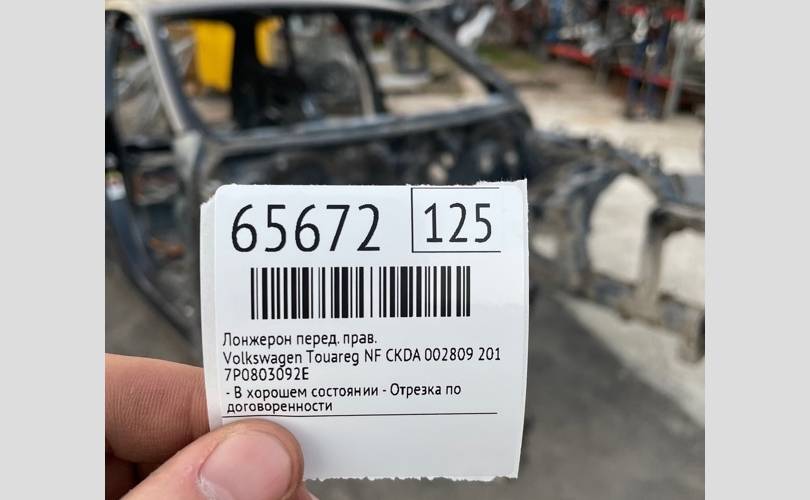 65672 125
Лонжерон перед. прав.
Volkswagen Touareg NF CKDA 002809 201
7P0803092E
- В хорошем состоянии - Отрезка по
договоренности